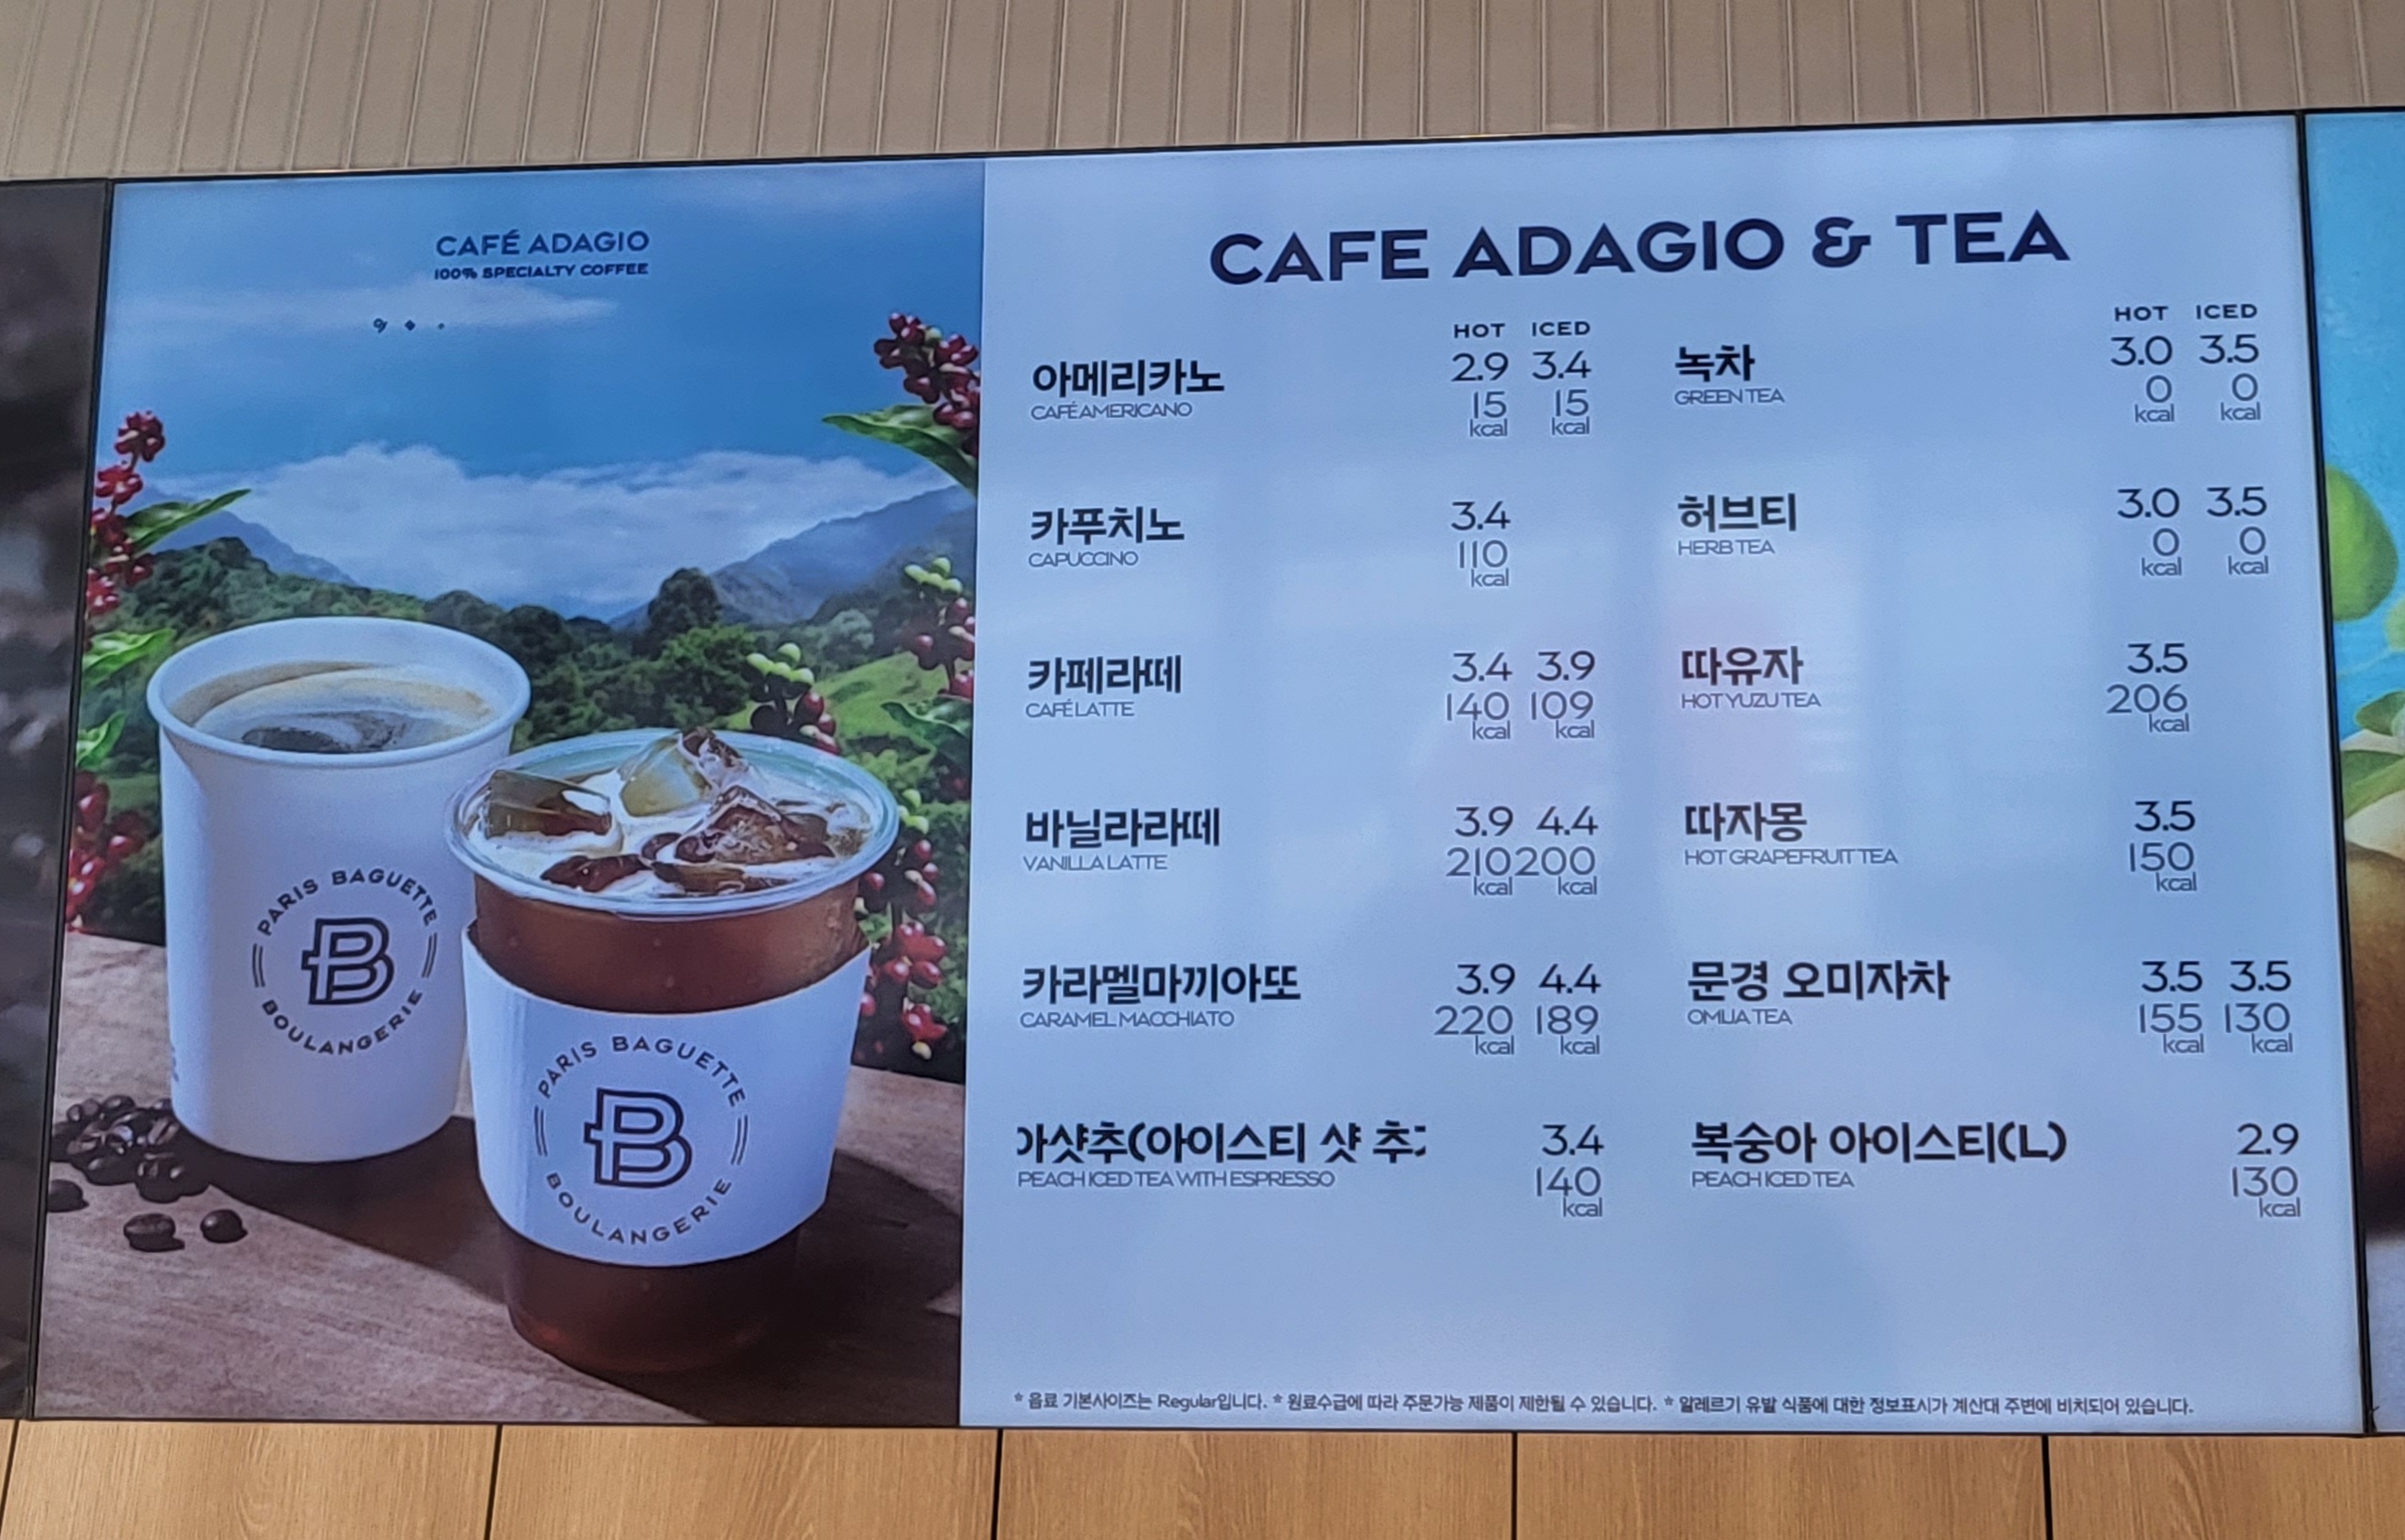 CAFÉ ADAGIO
100% SPECIALTY COFFEE
PARIS BAGUETTE
B
BOULANGERIE
PARIS BAGUETTE
B
BOULANGERIE
CAFE ADAGIO & TEA
HOT ICED
아메리카노 2.9 3.4
CAFÉ AMERICANO 15 15
kcal kcal
카푸치노 3.4
CAPUCCINO 110
kcal
카페라떼 3.4 3.9
CAFÉ LATTE 140 109
kcal kcal
바닐라라떼 3.9 4.4
VANILLA LATTE 210 200
kcal kcal
카라멜마끼아또 3.9 4.4
CARAMEL MACCHIATO 220 189
kcal kcal
아샷추(아이스티 샷 추 3.4
PEACH ICED TEA WITH ESPRESSO 140
kcal
HOT ICED
녹차 3.0 3.5
GREEN TEA 0 0
kcal kcal
허브티 3.0 3.5
HERB TEA 0 0
kcal kcal
따유자 3.5
HOT YUZU TEA 206
kcal
따자몽 3.5
HOT GRAPEFRUIT TEA 150
kcal
문경 오미자차 3.5 3.5
OMIJA TEA 155 130
kcal kcal
복숭아 아이스티(L) 2.9
PEACH ICED TEA 130
kcal
* 음료 기본사이즈는 Regular입니다. * 원료수급에 따라 주문가능 제품이 제한될 수 있습니다. * 알레르기 유발 식품에 대한 정보표시가 계산대 주변에 비치되어 있습니다.